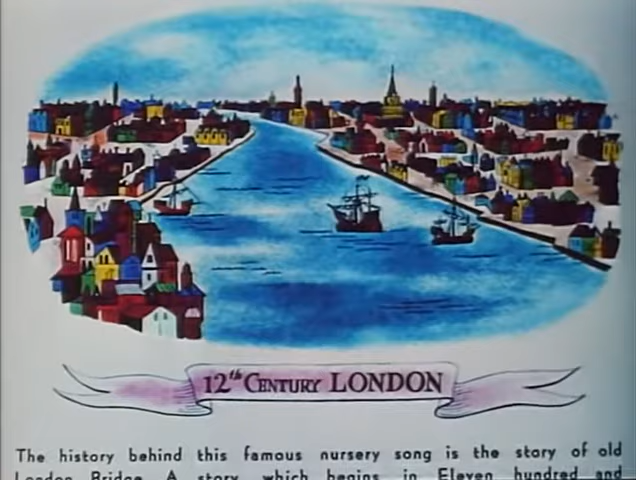 12th CENTURY LONDON
The history behind this famous nursery song is the story of old
London Bridge. A story which begins in Eleven hundred and